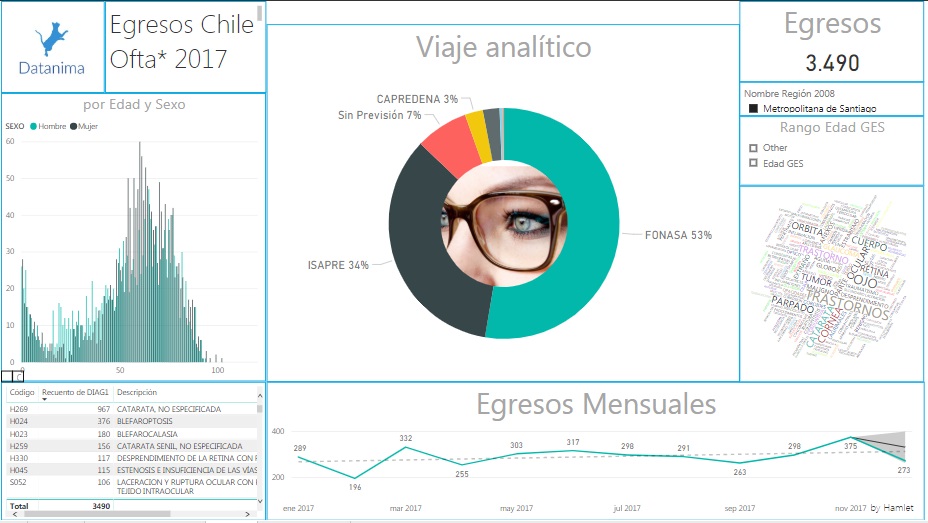 Datanima
Egresos Chile
Ofta* 2017
por Edad y Sexo
SEXO Hombre Mujer
60
50
40
30
20
10
0
0 50 100
Código Recuento de DIAG1 Descripción
H269 967 CATARATA, NO ESPECIFICADA
H024 376 BLEFAROPTOSIS
H023 180 BLEFAROCALASIA
H259 156 CATARATA SENIL, NO ESPECIFICADA
H330 117 DESPRENDIMIENTO DE LA RETINA CON
H045 115 ESTENOSIS E INSUFICIENCIA DE LAS VÍAS
S052 106 LACERACION Y RUPTURA OCULAR CON
TEJIDO INTRAOCULAR
Total 3490
Viaje analítico
CAPREDENA 3%
Sin Previsión 7%
ISAPRE 34%
FONASA 53%
Egresos
3.490
Nombre Región 2008
Metropolitana de Santiago
Rango Edad GES
Other
Edad GES
ORBITA
CUERPO
TRASTORNO
OCULAR
GLOBO
RETINA
TUMOR
OJO
MALIGNO
DESPRENDIMIENTO
TRASTORNOS
PARPADO
CORNEA
CATARATA
Egresos Mensuales
400
200
289
196
332
255
303
317
298
291
263
298
375
273
ene 2017 mar 2017 may 2017 jul 2017 sep 2017 nov 2017 by Hamlet